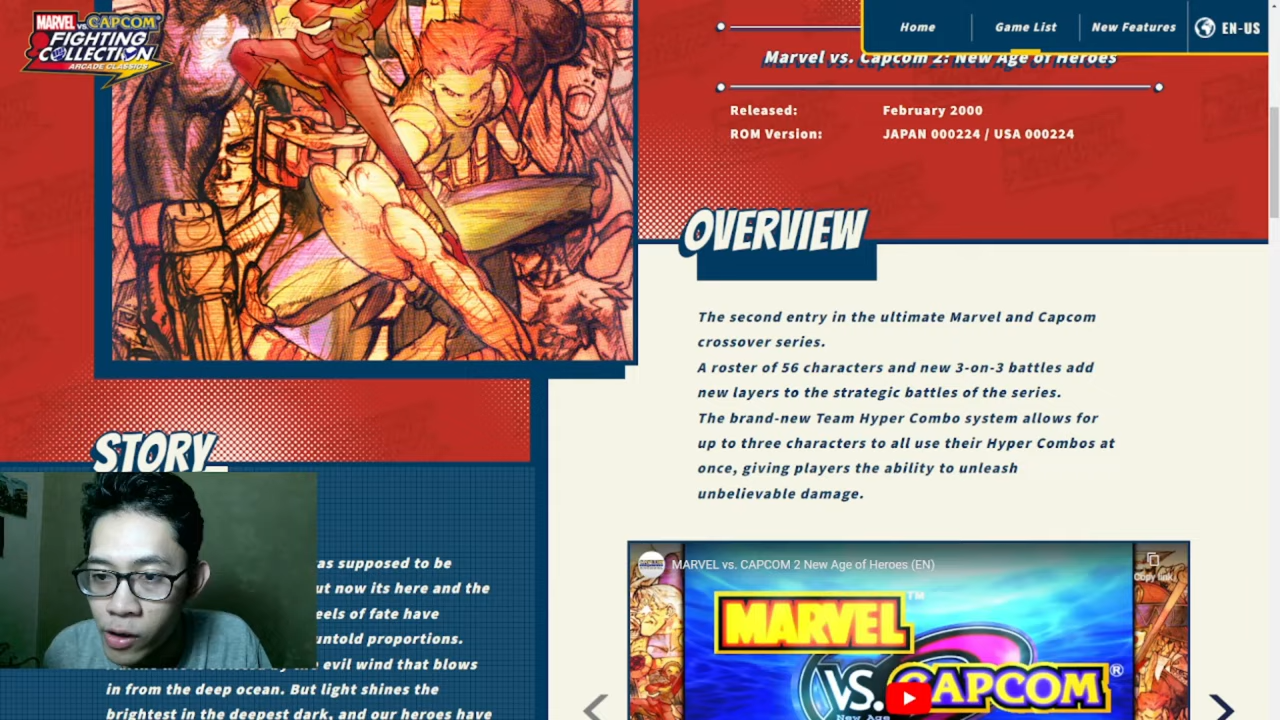 MARVEL VS. CAPCOM
FIGHTING
COLLECTION
ARCADE CLASSICS
Home
Game List
New Features
EN-US
Marvel vs. Capcom 2: New Age of Heroes
Released: February 2000
ROM Version: JAPAN 000224 / USA 000224
OVERVIEW
The second entry in the ultimate Marvel and Capcom
crossover series.
A roster of 56 characters and new 3-on-3 battles add
new layers to the strategic battles of the series.
The brand-new Team Hyper Combo system allows for
up to three characters to all use their Hyper Combos at
once, giving players the ability to unleash
unbelievable damage.
STORY
as supposed to be
ut now its here and the
eels of fate have
untold proportions.
evil wind that blows
in from the deep ocean. But light shines the
brightest in the deepest dark, and our heroes have
MARVEL vs. CAPCOM 2 New Age of Heroes (EN)
Copy link
MARVEL™
VS. CAPCOM®
New Age